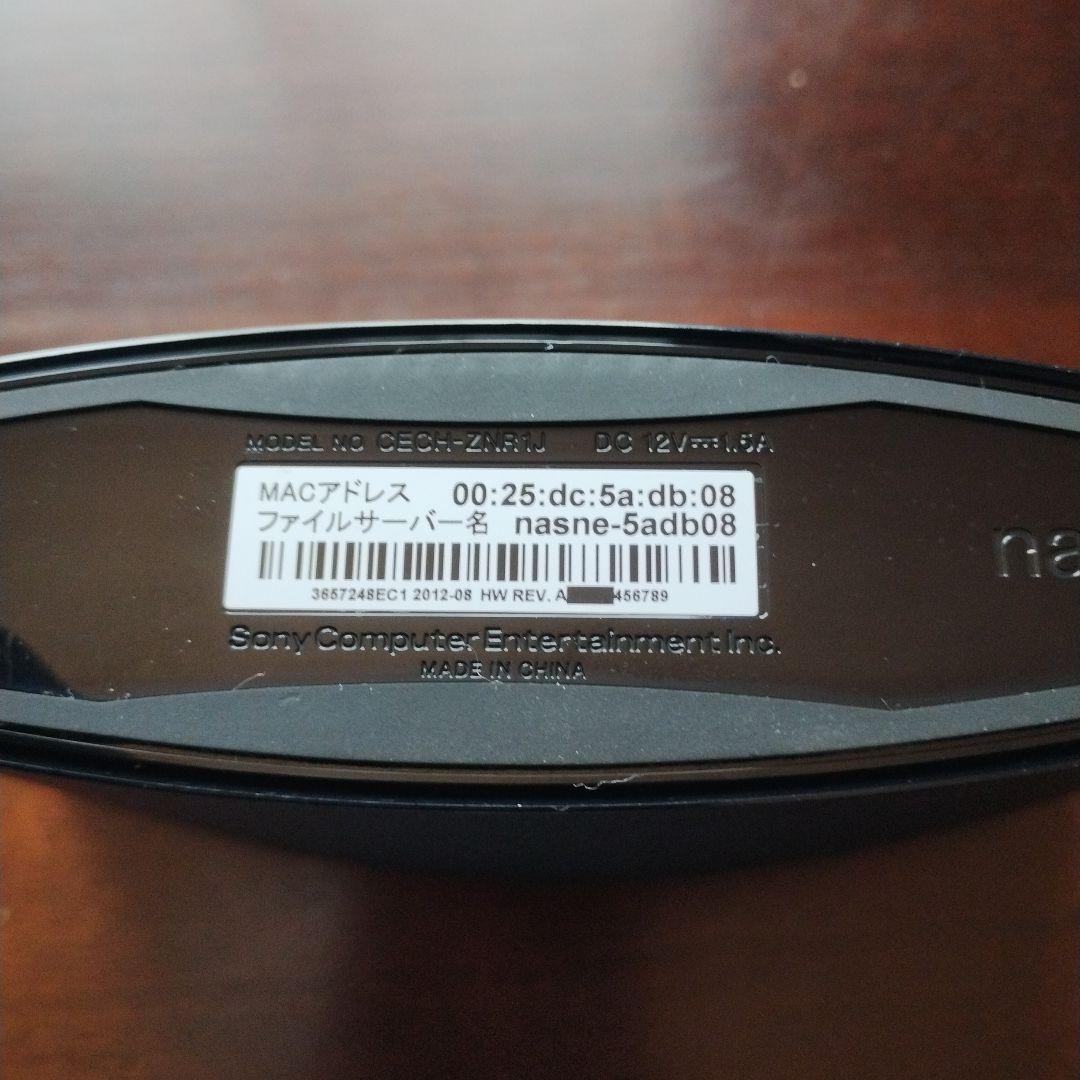 MODEL NO CECH-ZNR1J DC 12V⎓1.5A
MACアドレス 00:25:dc:5a:db:08
ファイルサーバー名 nasne-5adb08
3657248EC1 2012-08 HW REV. A 456789
Sony Computer Entertainment Inc.
MADE IN CHINA
na